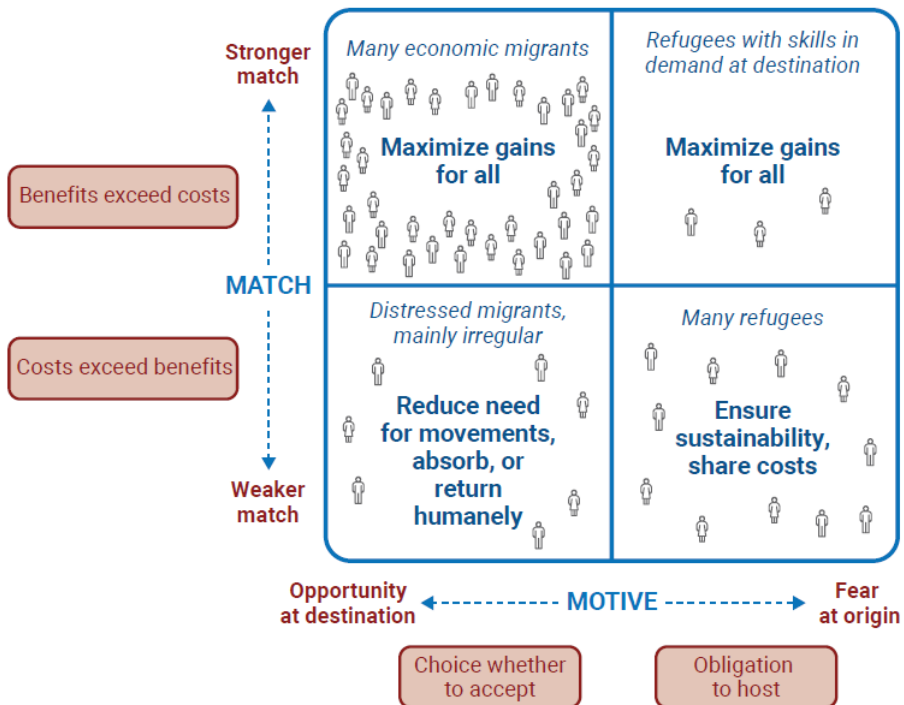 Stronger
match
Many economic migrants
Refugees with skills in
demand at destination
Maximize gains
for all
Maximize gains
for all
Benefits exceed costs
MATCH
Distressed migrants,
mainly irregular
Many refugees
Costs exceed benefits
Reduce need
for movements,
absorb, or
return
humanely
Ensure
sustainability,
share costs
Weaker
match
Opportunity
at destination
MOTIVE
Fear
at origin
Choice whether
to accept
Obligation
to host